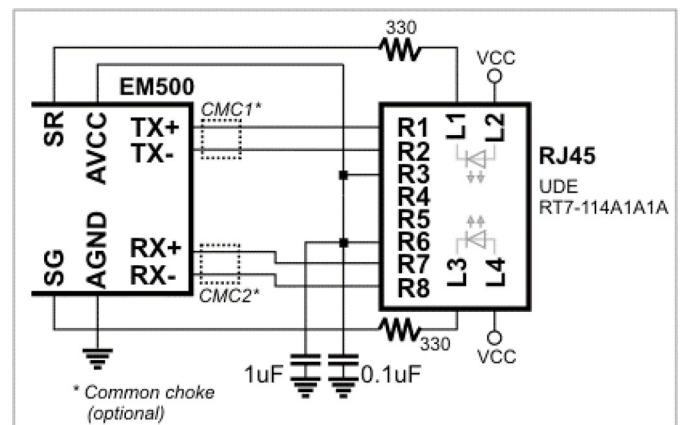 330
VCC
EM500
CMC1*
SR
AVCC
TX+
TX-
R1
R2
R3
R4
R5
R6
R7
R8
L1
L2
RJ45
UDE
RT7-114A1A1A
SG
AGND
RX+
RX-
CMC2*
L3
L4
330
VCC
1uF
0.1uF
* Common choke
(optional)